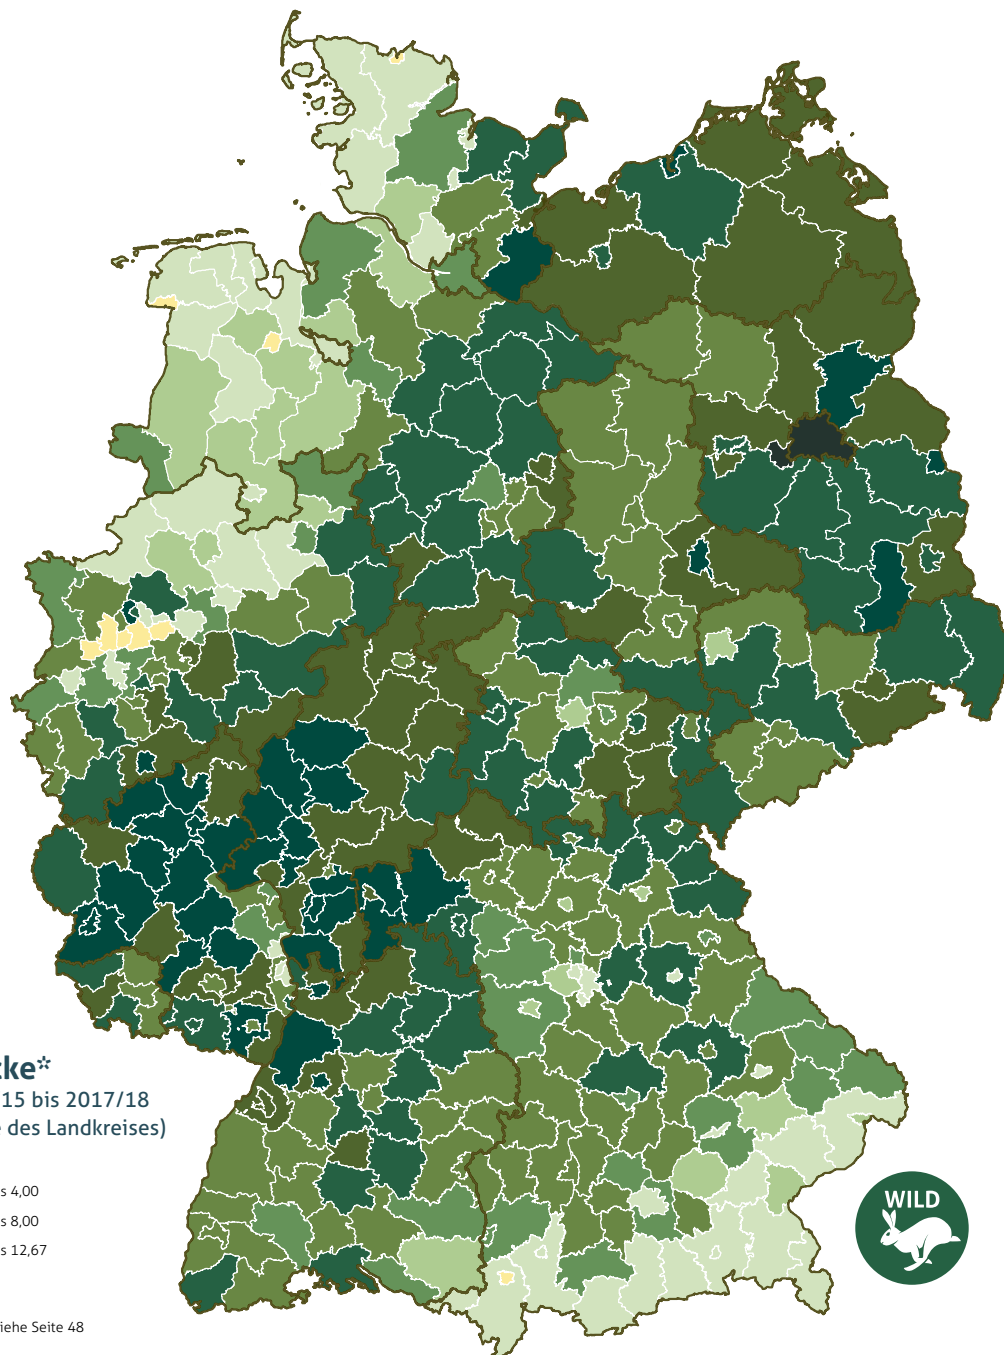 cke*
15 bis 2017/18
e des Landkreises)
s 4,00
s 8,00
s 12,67
iehe Seite 48
WILD